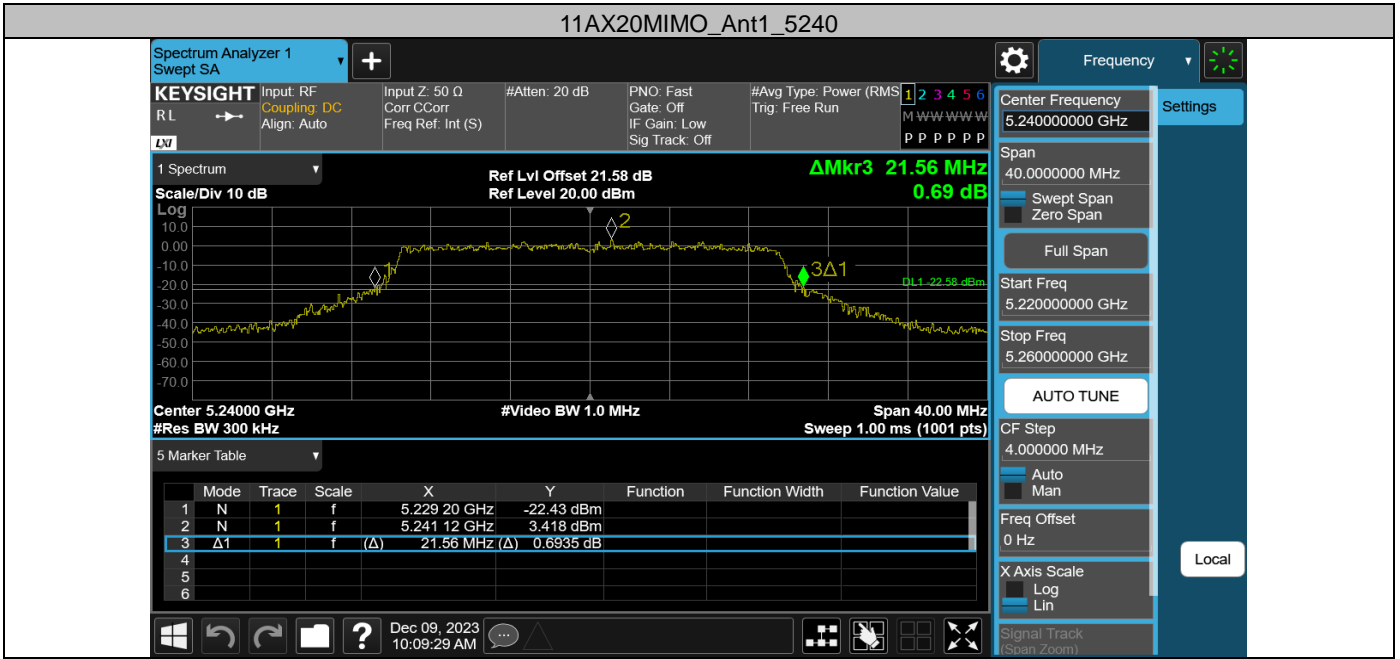 11AX20MIMO_Ant1_5240
Spectrum Analyzer 1
Swept SA
Frequency
KEYSIGHT
RL
LXI
Input: RF
Coupling: DC
Align: Auto
Input Z: 50 Ω
Corr CCorr
Freq Ref: Int (S)
#Atten: 20 dB
PNO: Fast
Gate: Off
IF Gain: Low
Sig Track: Off
#Avg Type: Power (RMS
Trig: Free Run
1 2 3 4 5 6
M W W W W W
P P P P P P
1 Spectrum
Scale/Div 10 dB
Ref Lvl Offset 21.58 dB
Ref Level 20.00 dBm
ΔMkr3 21.56 MHz
0.69 dB
Log
10.0
0.00
-10.0
-20.0
-30.0
-40.0
-50.0
-60.0
-70.0
1
2
3Δ1
DL1 -22.58 dBm
Center 5.24000 GHz
#Video BW 1.0 MHz
Span 40.00 MHz
#Res BW 300 kHz
Sweep 1.00 ms (1001 pts)
5 Marker Table
Mode Trace Scale X Y Function Function Width Function Value
1 N 1 f 5.229 20 GHz -22.43 dBm
2 N 1 f 5.241 12 GHz 3.418 dBm
3 Δ1 1 f (Δ) 21.56 MHz (Δ) 0.6935 dB
4
5
6
Dec 09, 2023
10:09:29 AM
Center Frequency
5.240000000 GHz
Settings
Span
40.0000000 MHz
Swept Span
Zero Span
Full Span
Start Freq
5.220000000 GHz
Stop Freq
5.260000000 GHz
AUTO TUNE
CF Step
4.000000 MHz
Auto
Man
Freq Offset
0 Hz
X Axis Scale
Log
Lin
Signal Track
(Span Zoom)
Local